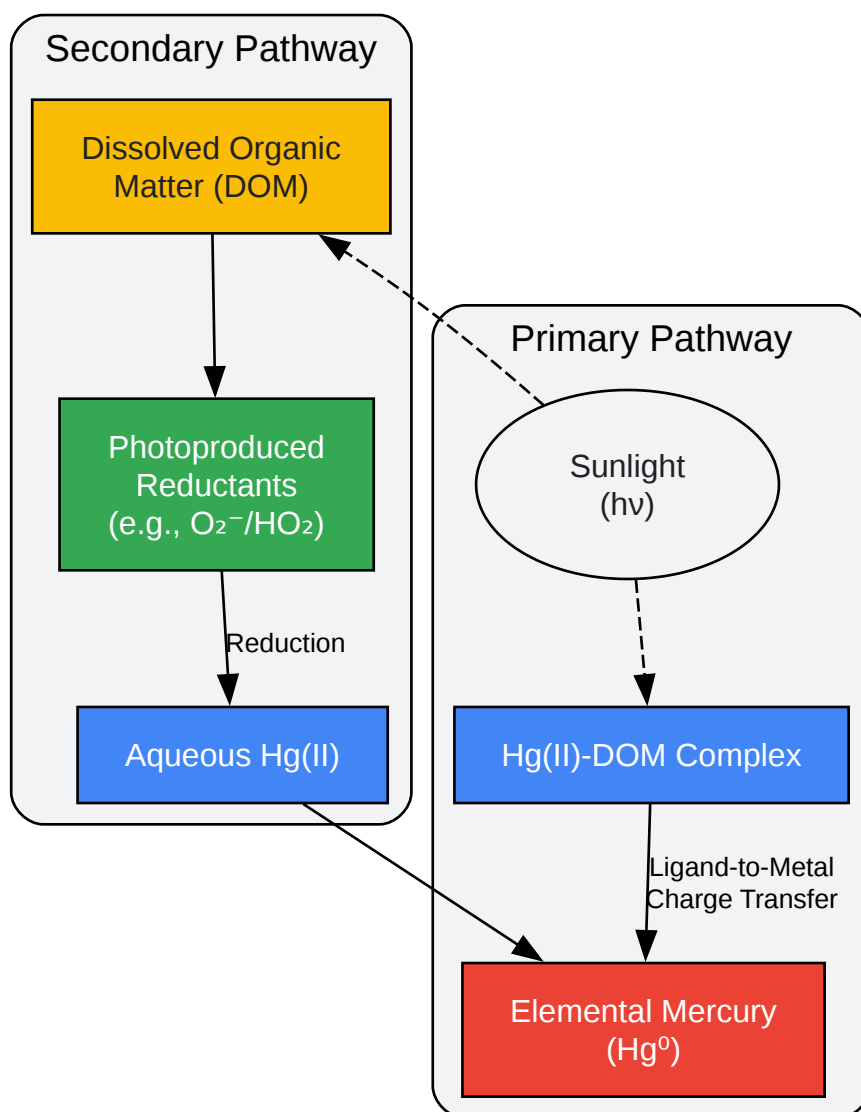 Secondary Pathway
Dissolved Organic
Matter (DOM)
Photoproduced
Reductants
(e.g., O₂⁻/HO₂)
Reduction
Aqueous Hg(II)
Primary Pathway
Sunlight
(hν)
Hg(II)-DOM Complex
Ligand-to-Metal
Charge Transfer
Elemental Mercury
(Hg⁰)